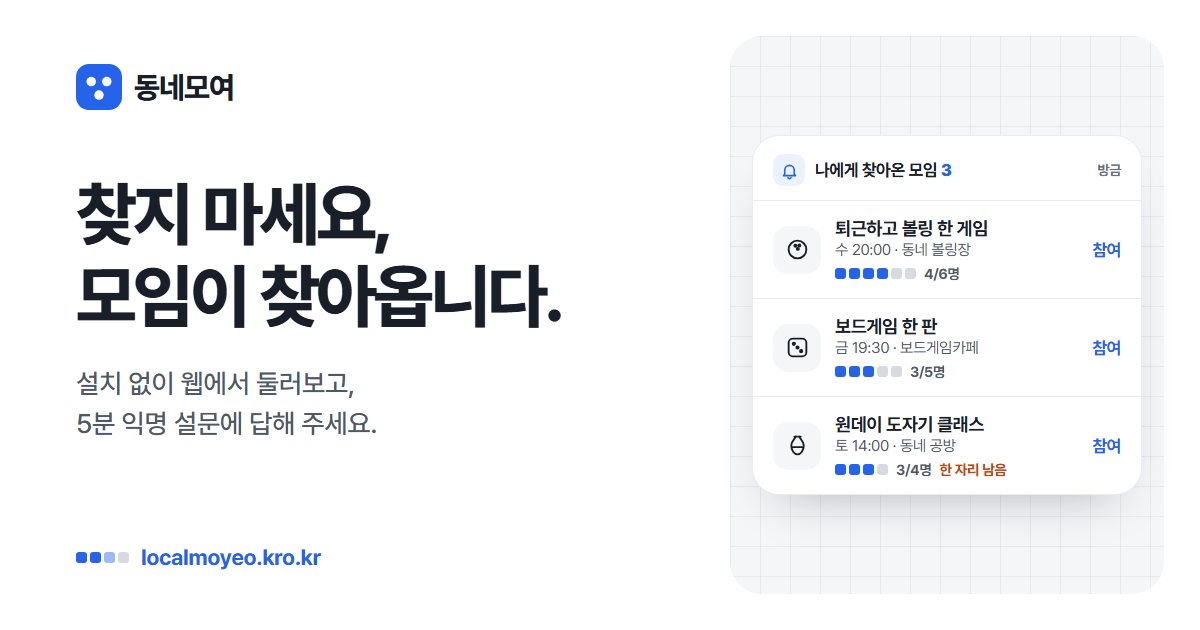 동네모여
찾지 마세요,
모임이 찾아옵니다.
설치 없이 웹에서 둘러보고,
5분 익명 설문에 답해 주세요.
localmoyeo.kro.kr
나에게 찾아온 모임 3
방금
퇴근하고 볼링 한 게임
수 20:00 · 동네 볼링장
4/6명
참여
보드게임 한 판
금 19:30 · 보드게임카페
3/5명
참여
원데이 도자기 클래스
토 14:00 · 동네 공방
3/4명 한 자리 남음
참여